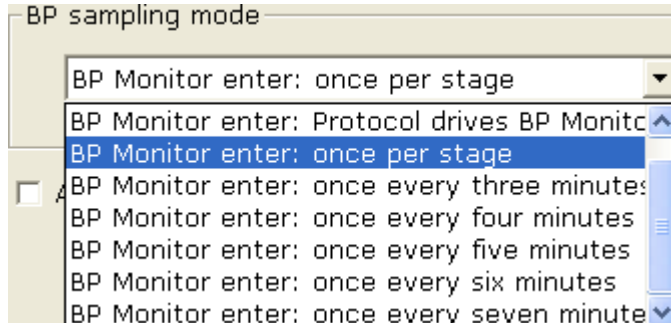 BP sampling mode
BP Monitor enter: once per stage
BP Monitor enter: Protocol drives BP
BP Monitor enter: once per stage
BP Monitor enter: once every three minutes
BP Monitor enter: once every four minutes
BP Monitor enter: once every five minutes
BP Monitor enter: once every six minutes
BP Monitor enter: once every seven minute